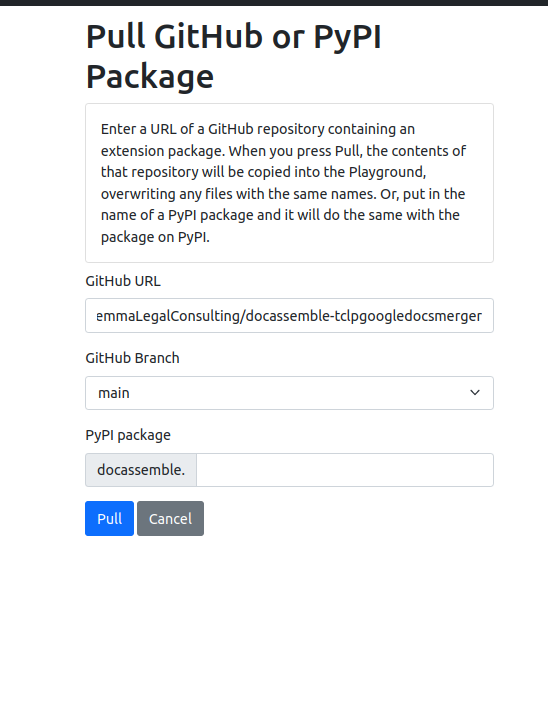 Pull GitHub or PyPI
Package
Enter a URL of a GitHub repository containing an
extension package. When you press Pull, the contents of
that repository will be copied into the Playground,
overwriting any files with the same names. Or, put in the
name of a PyPI package and it will do the same with the
package on PyPI.
GitHub URL
emmaLegalConsulting/docassemble-tclpgoogledocsmerger
GitHub Branch
main
PyPI package
docassemble.
Pull Cancel